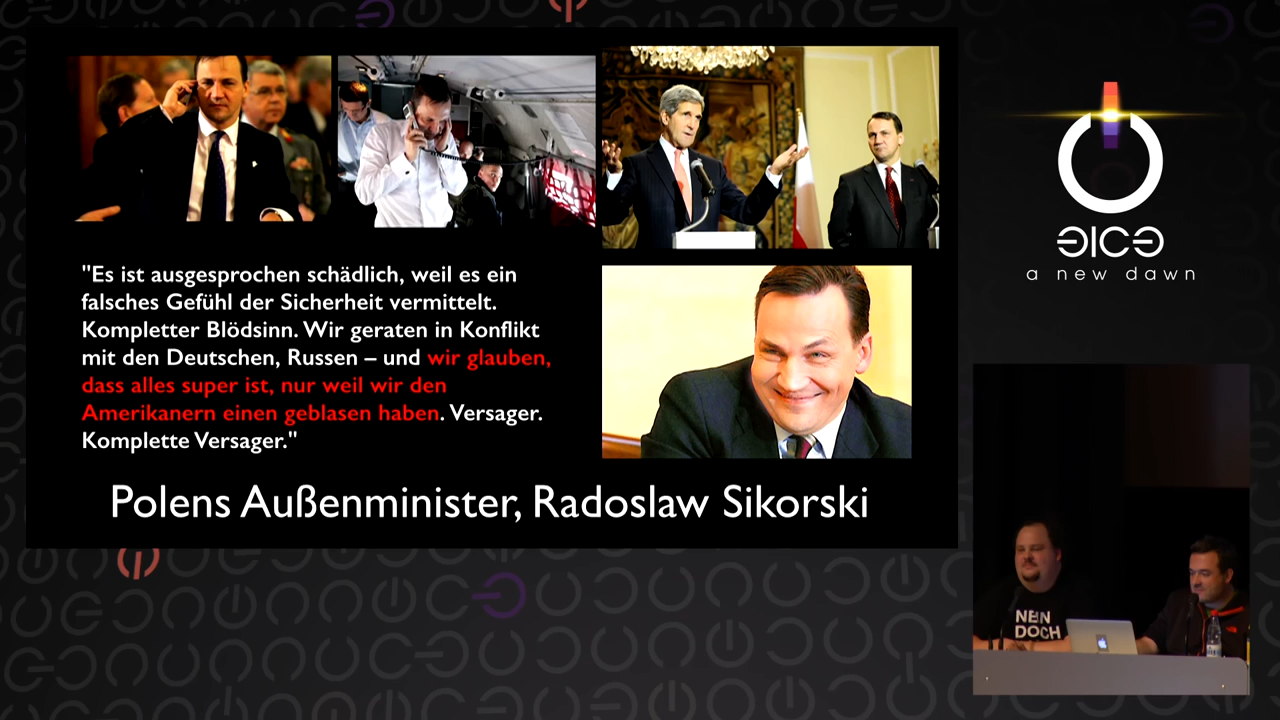 "Es ist ausgesprochen schädlich, weil es ein
falsches Gefühl der Sicherheit vermittelt.
Kompletter Blödsinn. Wir geraten in Konflikt
mit den Deutschen, Russen – und wir glauben,
dass alles super ist, nur weil wir den
Amerikanern einen geblasen haben. Versager.
Komplette Versager."
Polens Außenminister, Radoslaw Sikorski
31C3
a new dawn
NEIN
DOCH